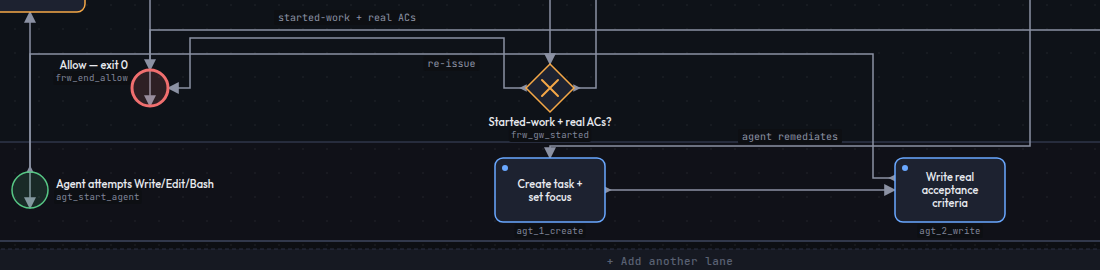 started-work + real ACs
Allow — exit 0
frw_end_allow
re-issue
Started-work + real ACs?
frw_gw_started
agent remediates
Agent attempts Write/Edit/Bash
agt_start_agent
Create task +
set focus
agt_1_create
Write real
acceptance
criteria
agt_2_write
+ Add another lane